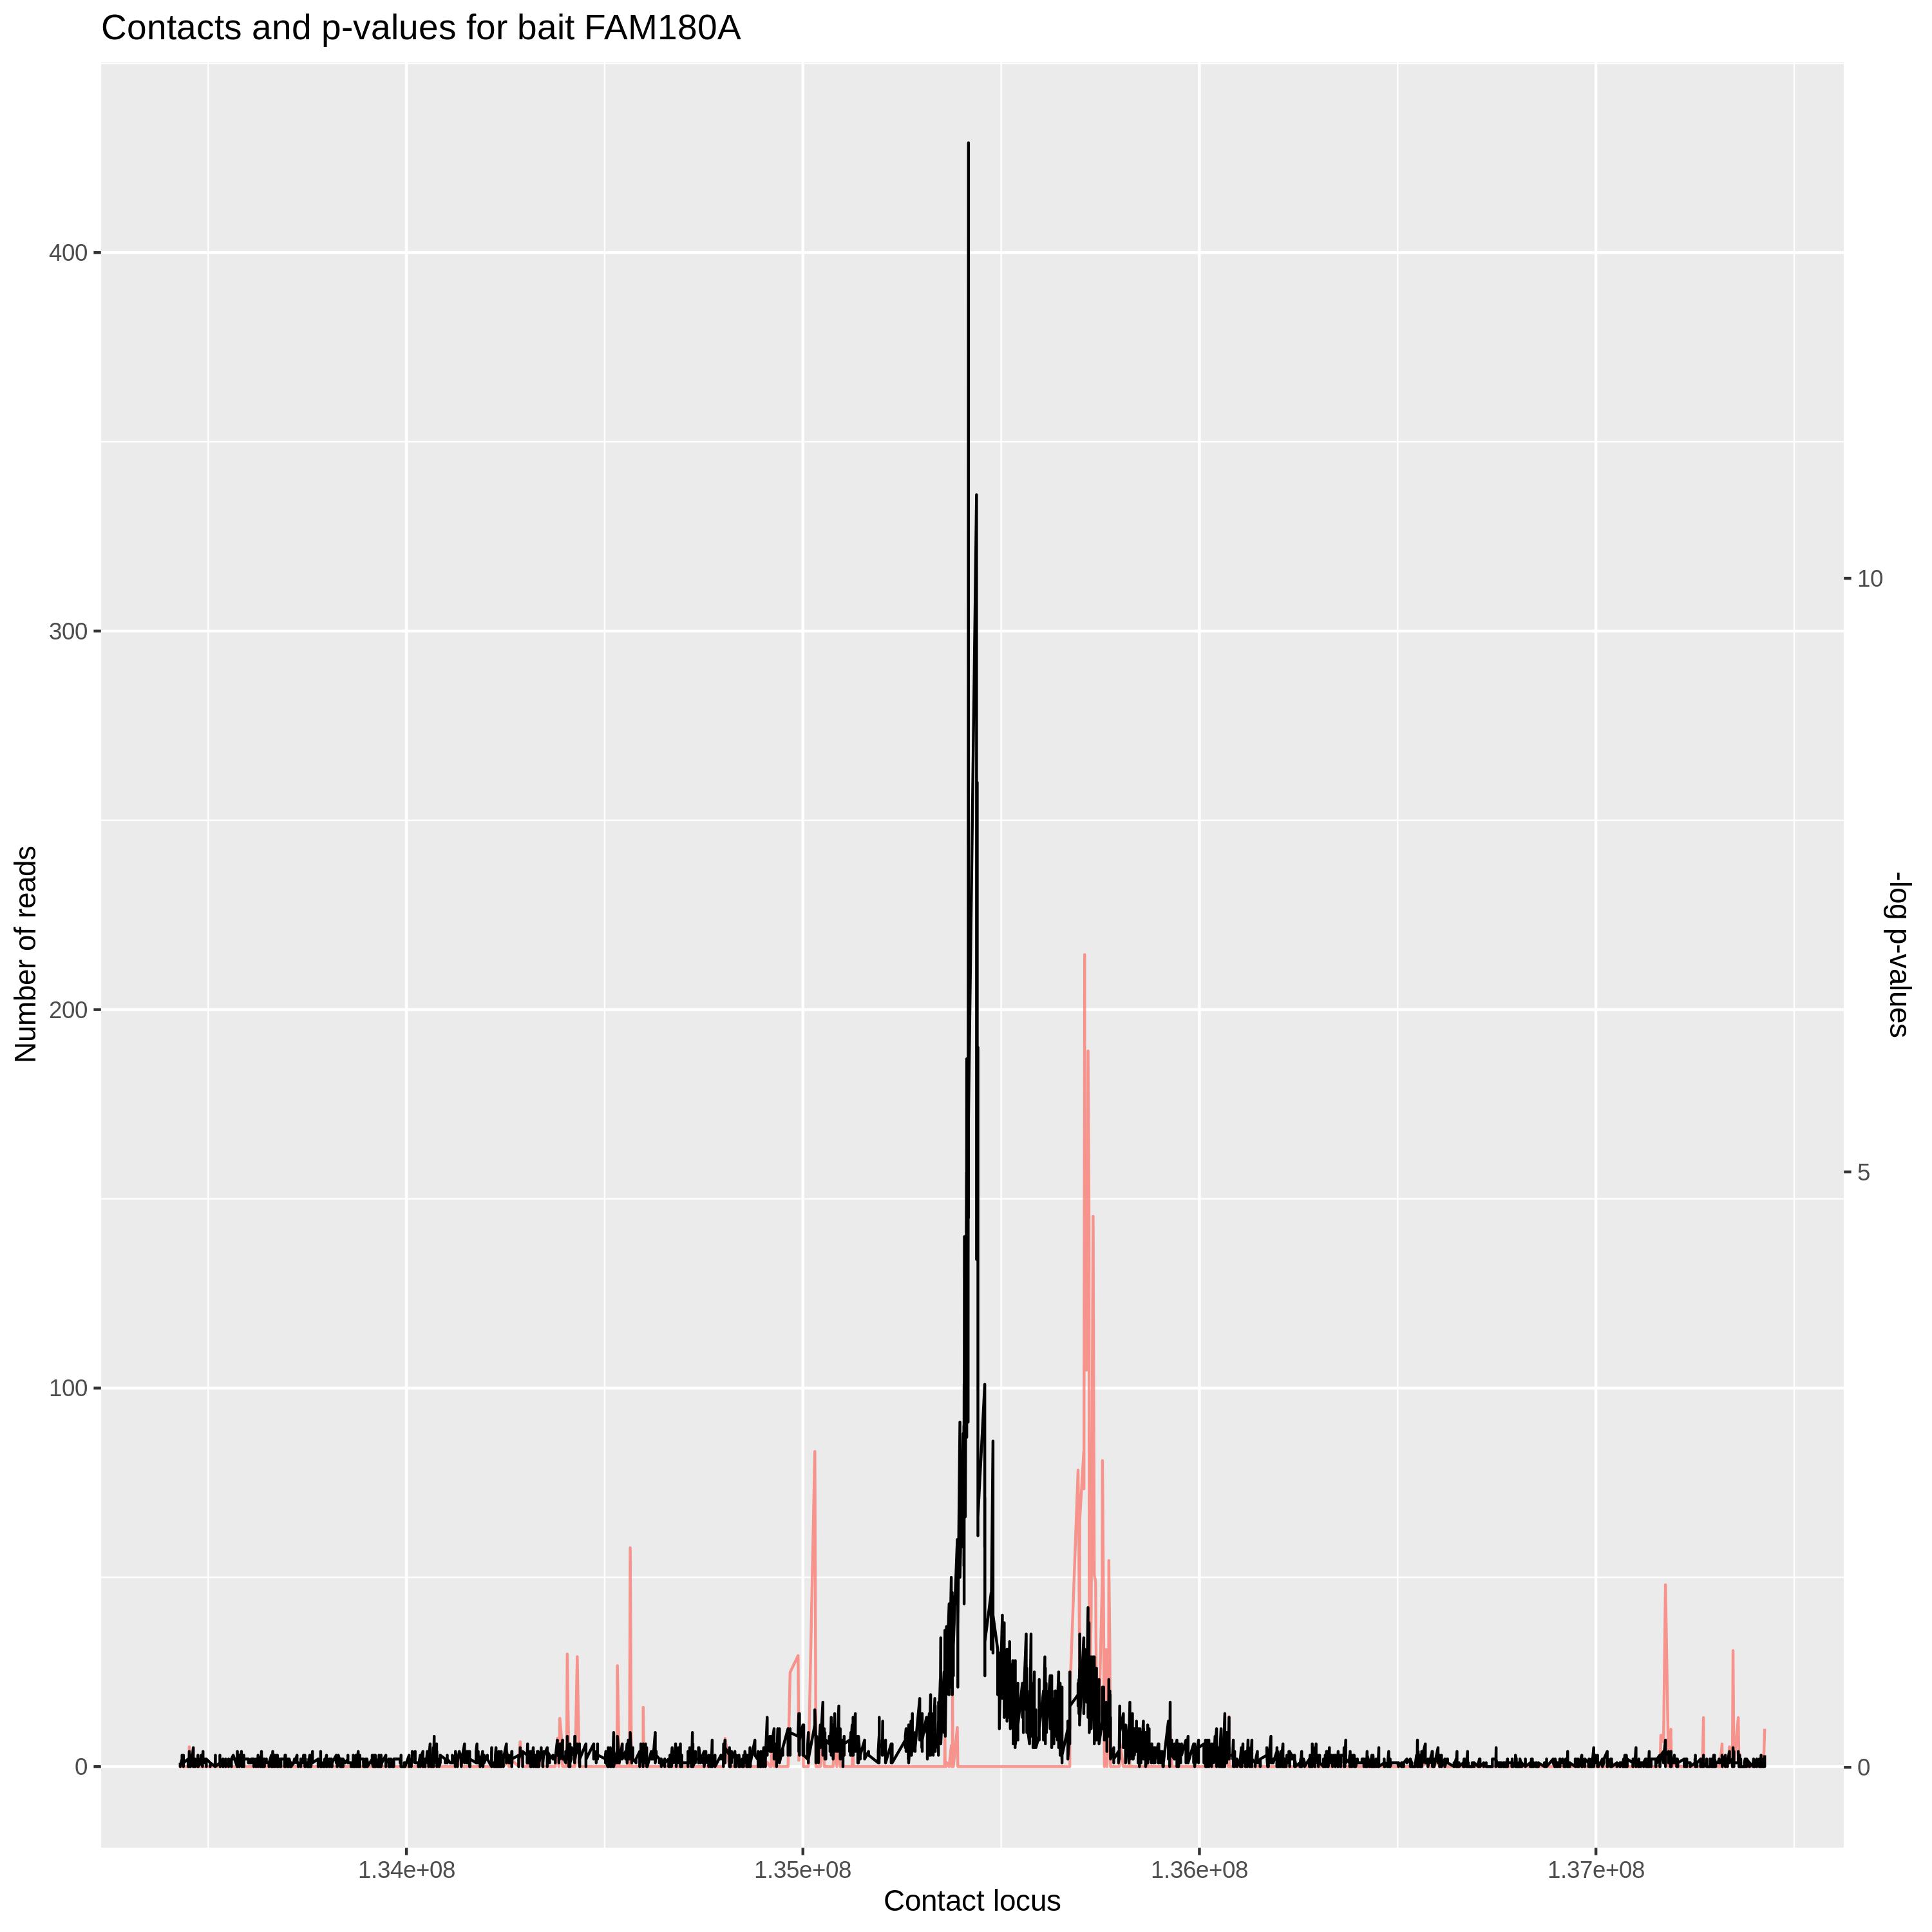 Contacts and p-values for bait FAM180A
400
300
200
100
0
Number of reads
10
5
0
-log p-values
1.34e+08
1.35e+08
1.36e+08
1.37e+08
Contact locus